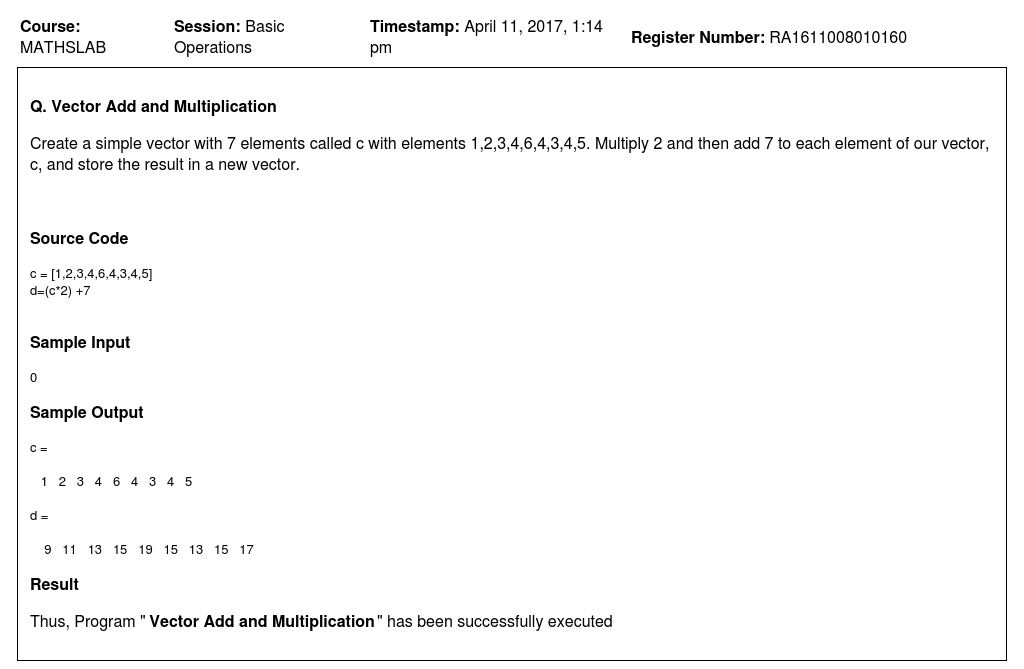 Course: MATHSLAB
Session: Basic Operations
Timestamp: April 11, 2017, 1:14 pm
Register Number: RA1611008010160
Q. Vector Add and Multiplication
Create a simple vector with 7 elements called c with elements 1,2,3,4,6,4,3,4,5. Multiply 2 and then add 7 to each element of our vector,
c, and store the result in a new vector.
Source Code
c = [1,2,3,4,6,4,3,4,5]
d=(c*2) +7
Sample Input
0
Sample Output
c =
1 2 3 4 6 4 3 4 5
d =
9 11 13 15 19 15 13 15 17
Result
Thus, Program " Vector Add and Multiplication " has been successfully executed